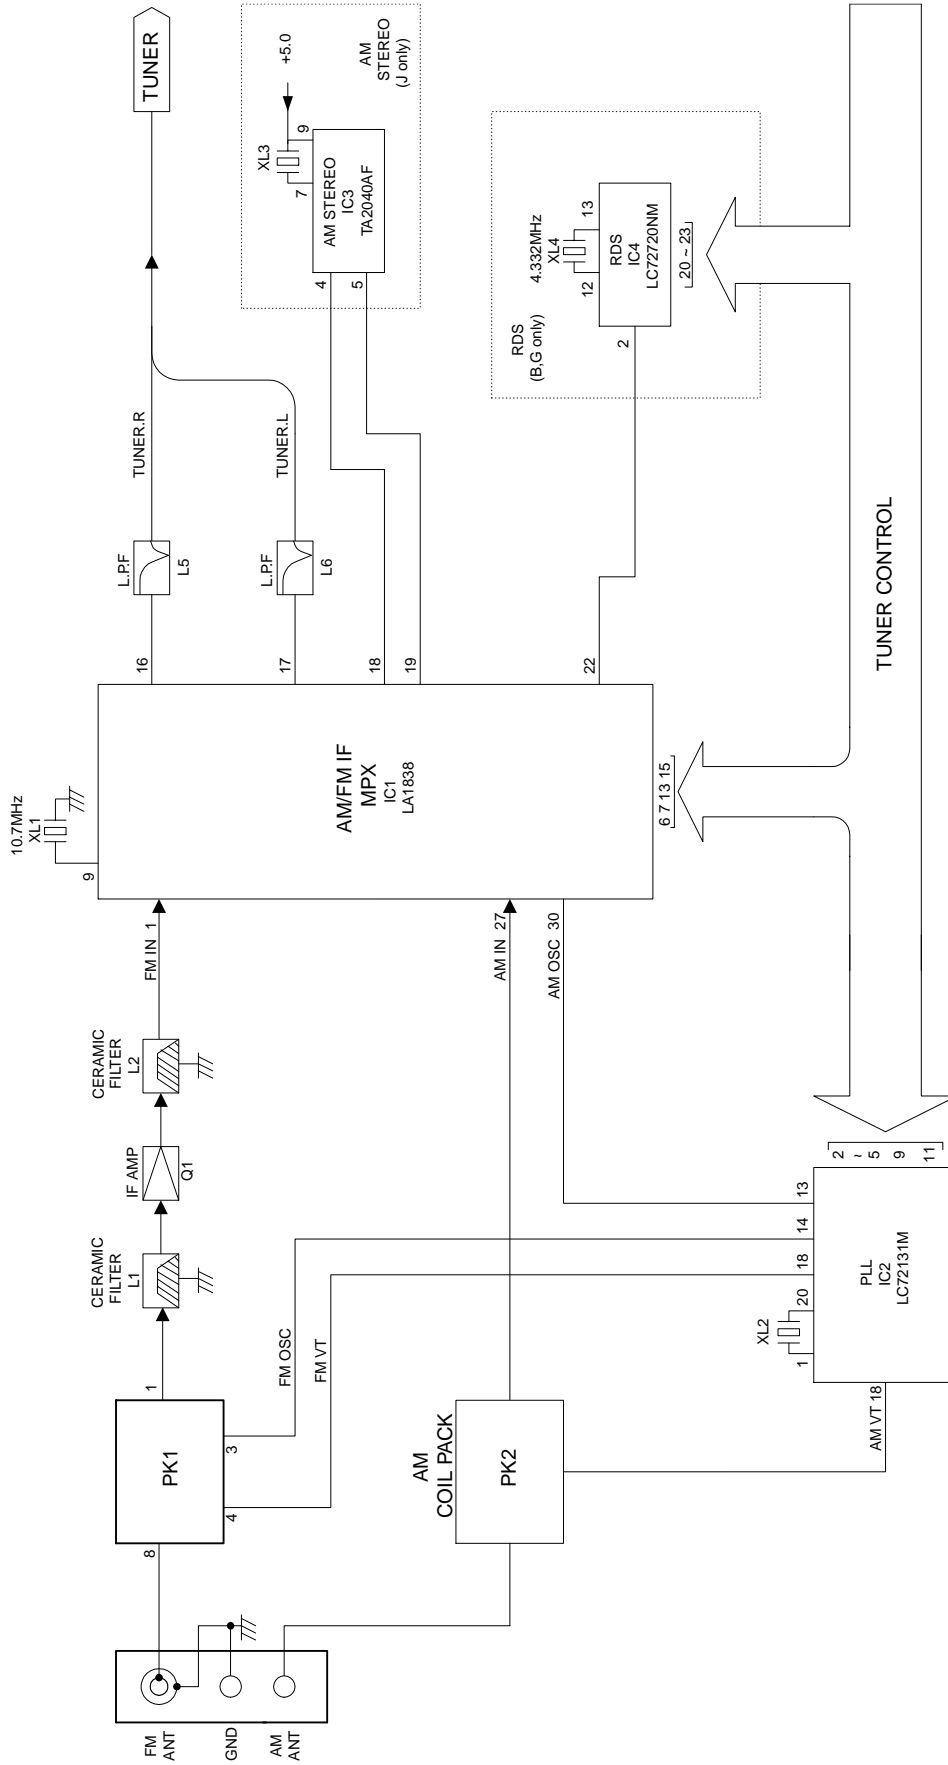 FM
ANT
GND
AM
ANT
8
PK1
1
3
4
FM OSC
FM VT
CERAMIC
FILTER
L1
IF AMP
Q1
CERAMIC
FILTER
L2
FM IN 1
AM
COIL PACK
PK2
AM IN 27
AM OSC 30
AM VT 18
XL2
1
20
18
14
13
PLL
IC2
LC72131M
2
~
5
9
11
10.7MHz
XL1
9
AM/FM IF
MPX
IC1
LA1838
6 7 13 15
16
17
18
19
22
L.P.F
L5
L.P.F
L6
TUNER.R
TUNER.L
TUNER
4
5
AM STEREO
IC3
TA2040AF
7
9
XL3
+5.0
AM
STEREO
(J only)
RDS
(B,G only)
2
4.332MHz
XL4
12
13
RDS
IC4
LC72720NM
20 ~ 23
TUNER CONTROL